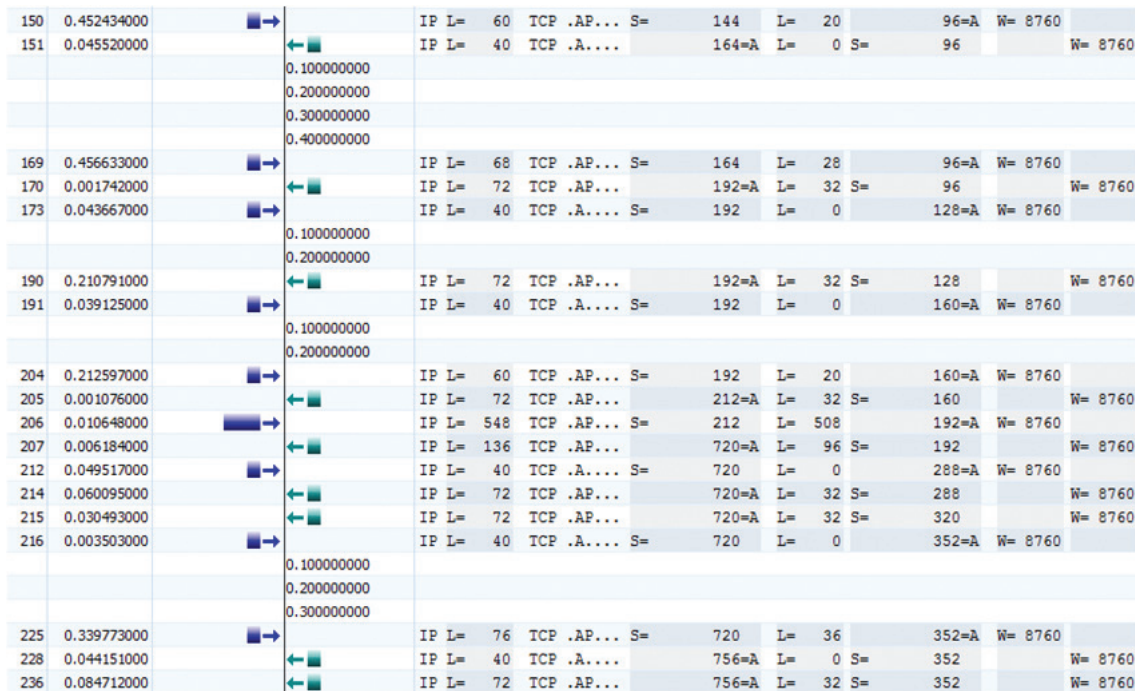 150 0.452434000 IP L= 60 TCP .AP... S= 144 L= 20 96=A W= 8760
151 0.045520000 IP L= 40 TCP .A.... 164=A L= 0 S= 96 W= 8760
0.100000000
0.200000000
0.300000000
0.400000000
169 0.456633000 IP L= 68 TCP .AP... S= 164 L= 28 96=A W= 8760
170 0.001742000 IP L= 72 TCP .AP... 192=A L= 32 S= 96 W= 8760
173 0.043667000 IP L= 40 TCP .A.... S= 192 L= 0 128=A W= 8760
0.100000000
0.200000000
190 0.210791000 IP L= 72 TCP .AP... 192=A L= 32 S= 128 W= 8760
191 0.039125000 IP L= 40 TCP .A.... S= 192 L= 0 160=A W= 8760
0.100000000
0.200000000
204 0.212597000 IP L= 60 TCP .AP... S= 192 L= 20 160=A W= 8760
205 0.001076000 IP L= 72 TCP .AP... 212=A L= 32 S= 160 W= 8760
206 0.010648000 IP L= 548 TCP .AP... S= 212 L= 508 192=A W= 8760
207 0.006184000 IP L= 136 TCP .AP... 720=A L= 96 S= 192 W= 8760
212 0.049517000 IP L= 40 TCP .A.... S= 720 L= 0 288=A W= 8760
214 0.060095000 IP L= 72 TCP .AP... 720=A L= 32 S= 288 W= 8760
215 0.030493000 IP L= 72 TCP .AP... 720=A L= 32 S= 320 W= 8760
216 0.003503000 IP L= 40 TCP .A.... S= 720 L= 0 352=A W= 8760
0.100000000
0.200000000
0.300000000
225 0.339773000 IP L= 76 TCP .AP... S= 720 L= 36 352=A W= 8760
228 0.044151000 IP L= 40 TCP .A.... 756=A L= 0 S= 352 W= 8760
236 0.084712000 IP L= 72 TCP .AP... 756=A L= 32 S= 352 W= 8760